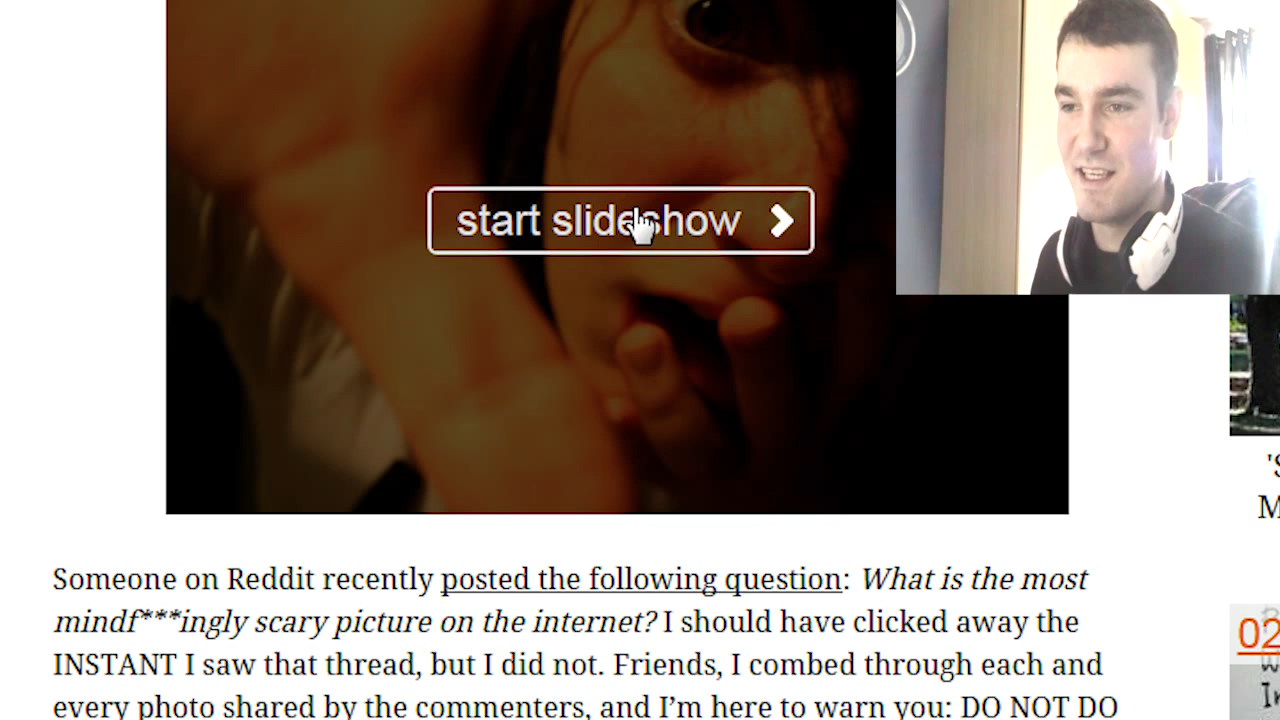 start slideshow
Someone on Reddit recently posted the following question: What is the most
mindf***ingly scary picture on the internet? I should have clicked away the
INSTANT I saw that thread, but I did not. Friends, I combed through each and
every photo shared by the commenters, and I’m here to warn you: DO NOT DO
'S
M
02